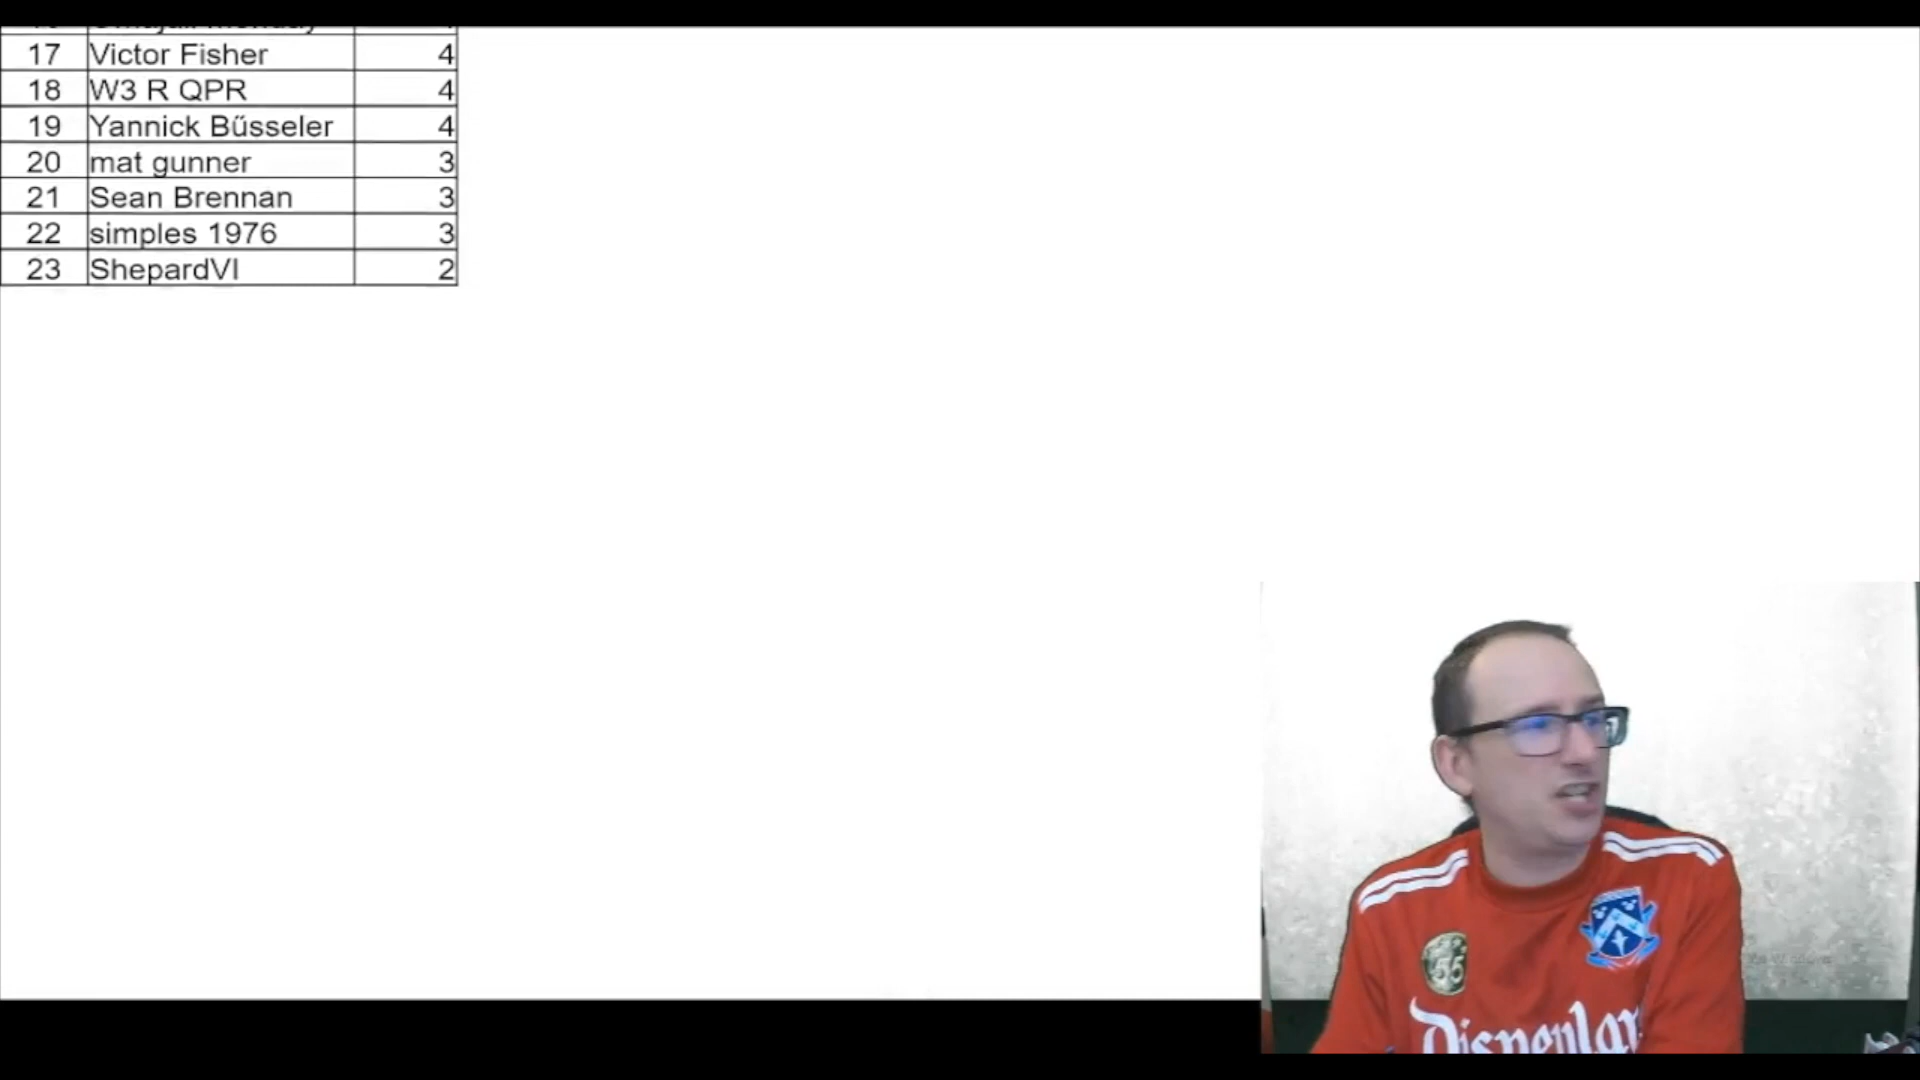 17 Victor Fisher 4
18 W3 R QPR 4
19 Yannick Bűsseler 4
20 mat gunner 3
21 Sean Brennan 3
22 simples 1976 3
23 ShepardVI 2
55